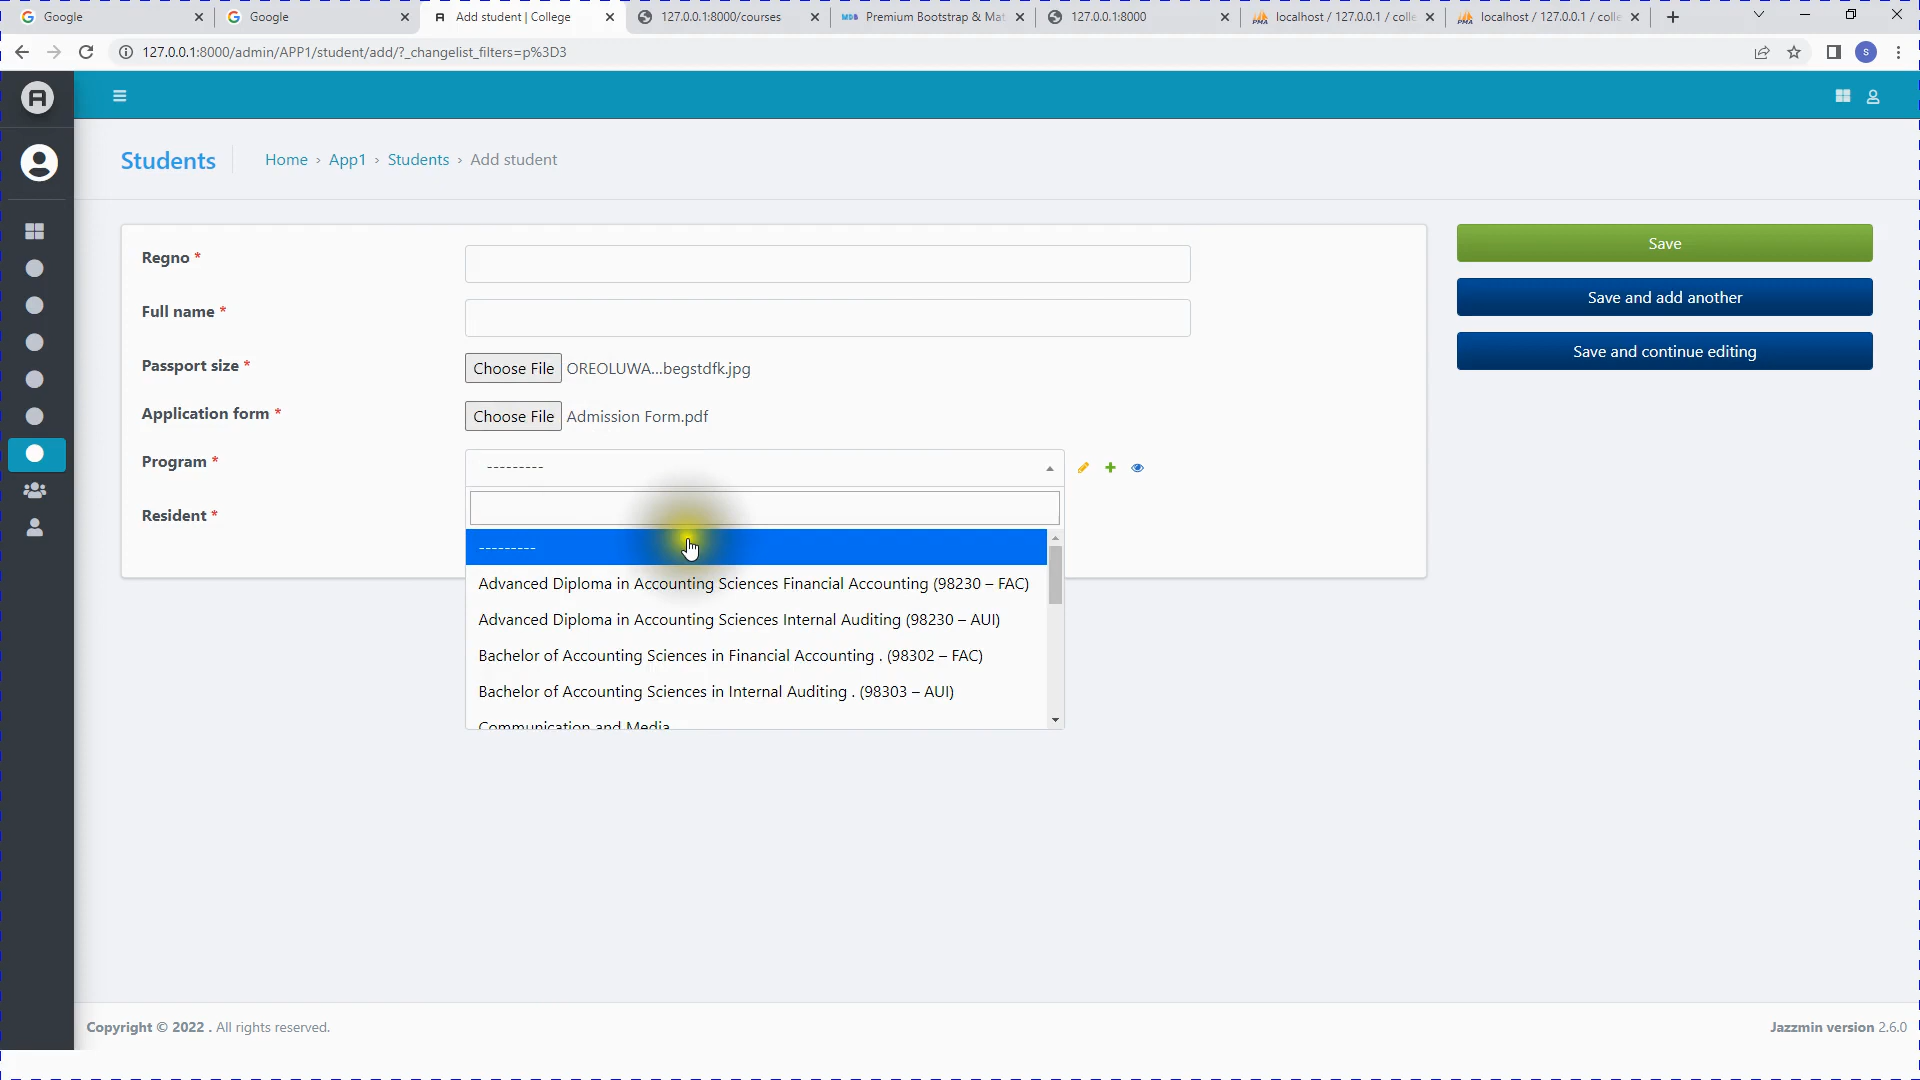 Google
Google
Add student | College
127.0.0.1:8000/courses
Premium Bootstrap & Mat
127.0.0.1:8000
localhost / 127.0.0.1 / colle
localhost / 127.0.0.1 / colle
127.0.0.1:8000/admin/APP1/student/add/?_changelist_filters=p%3D3
S
Students
Home › App1 › Students › Add student
Regno *
Save
Full name *
Save and add another
Passport size *
Choose File OREOLUWA...begstdfk.jpg
Save and continue editing
Application form *
Choose File Admission Form.pdf
Program *
---------
Resident *
---------
Advanced Diploma in Accounting Sciences Financial Accounting (98230 – FAC)
Advanced Diploma in Accounting Sciences Internal Auditing (98230 – AUI)
Bachelor of Accounting Sciences in Financial Accounting . (98302 – FAC)
Bachelor of Accounting Sciences in Internal Auditing . (98303 – AUI)
Communication and Media
Copyright © 2022 . All rights reserved.
Jazzmin version 2.6.0